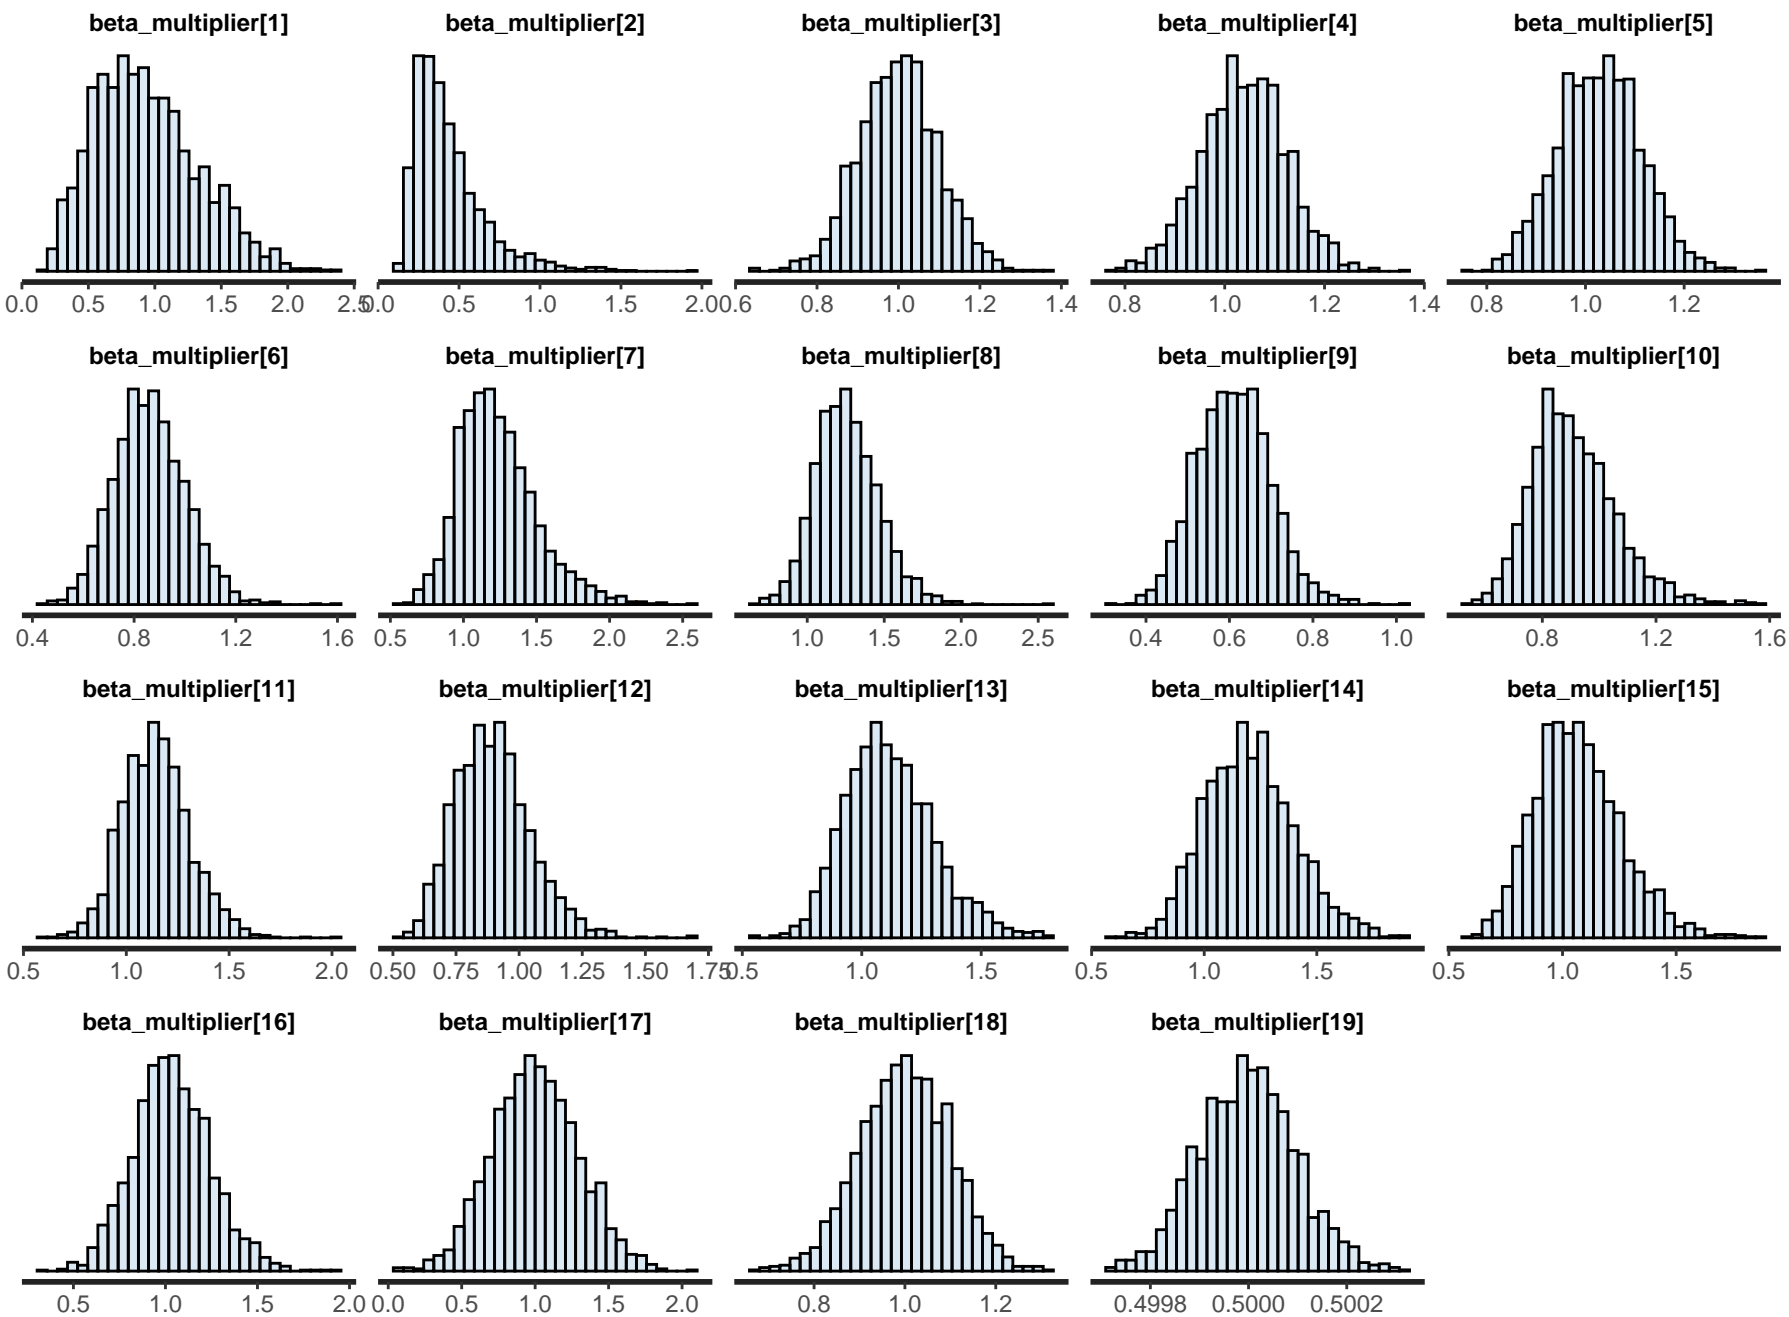 beta_multiplier[1] beta_multiplier[2] beta_multiplier[3] beta_multiplier[4] beta_multiplier[5]
0.0 0.5 1.0 1.5 2.0 2.5 0.0 0.5 1.0 1.5 2.0 0.6 0.8 1.0 1.2 1.4 0.8 1.0 1.2 1.4 0.8 1.0 1.2
beta_multiplier[6] beta_multiplier[7] beta_multiplier[8] beta_multiplier[9] beta_multiplier[10]
0.4 0.8 1.2 1.6 0.5 1.0 1.5 2.0 2.5 1.0 1.5 2.0 2.5 0.4 0.6 0.8 1.0 0.8 1.2 1.6
beta_multiplier[11] beta_multiplier[12] beta_multiplier[13] beta_multiplier[14] beta_multiplier[15]
0.5 1.0 1.5 2.0 0.50 0.75 1.00 1.25 1.50 1.75 0.5 1.0 1.5 0.5 1.0 1.5 0.5 1.0 1.5
beta_multiplier[16] beta_multiplier[17] beta_multiplier[18] beta_multiplier[19]
0.5 1.0 1.5 2.0 0.0 0.5 1.0 1.5 2.0 0.8 1.0 1.2 0.4998 0.5000 0.5002